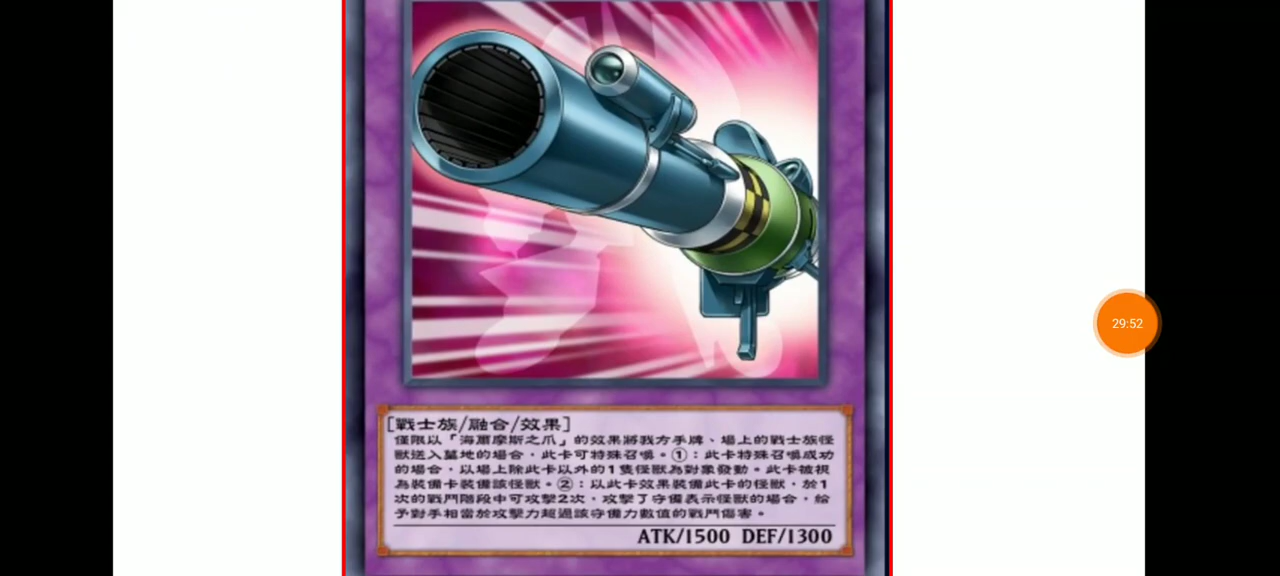 [戰士族/融合/效果]
僅限以「海爾摩斯之爪」的效果將我方手牌、場上的戰士族怪
獸送入墓地的場合，此卡可特殊召喚。①：此卡特殊召喚成功
的場合，以場上除此卡以外的1隻怪獸為對象發動。此卡被視
為裝備卡裝備該怪獸。②：以此卡效果裝備此卡的怪獸，於1
次的戰鬥階段中可攻擊2次，攻擊了守備表示怪獸的場合，給
予對手相當於攻擊力超過該守備力數值的戰鬥傷害。
ATK/1500 DEF/1300
29:52